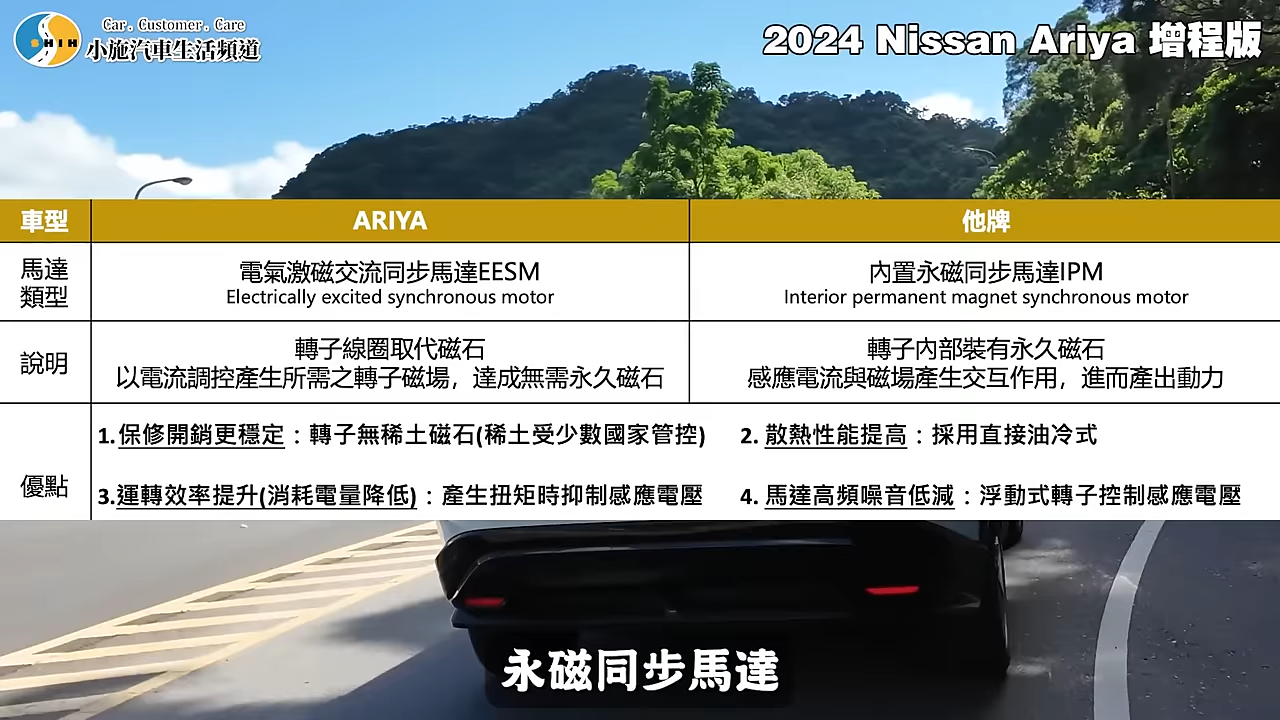 Car. Customer. Care
SHIH
小施汽車生活頻道
2024 Nissan Ariya 增程版
車型
ARIYA
他牌
馬達
類型
電氣激磁交流同步馬達EESM
Electrically excited synchronous motor
內置永磁同步馬達IPM
Interior permanent magnet synchronous motor
說明
轉子線圈取代磁石
以電流調控產生所需之轉子磁場，達成無需永久磁石
轉子內部裝有永久磁石
感應電流與磁場產生交互作用，進而產出動力
優點
1.保修開銷更穩定：轉子無稀土磁石(稀土受少數國家管控)
2. 散熱性能提高：採用直接油冷式
3.運轉效率提升(消耗電量降低)：產生扭矩時抑制感應電壓
4. 馬達高頻噪音低減：浮動式轉子控制感應電壓
永磁同步馬達